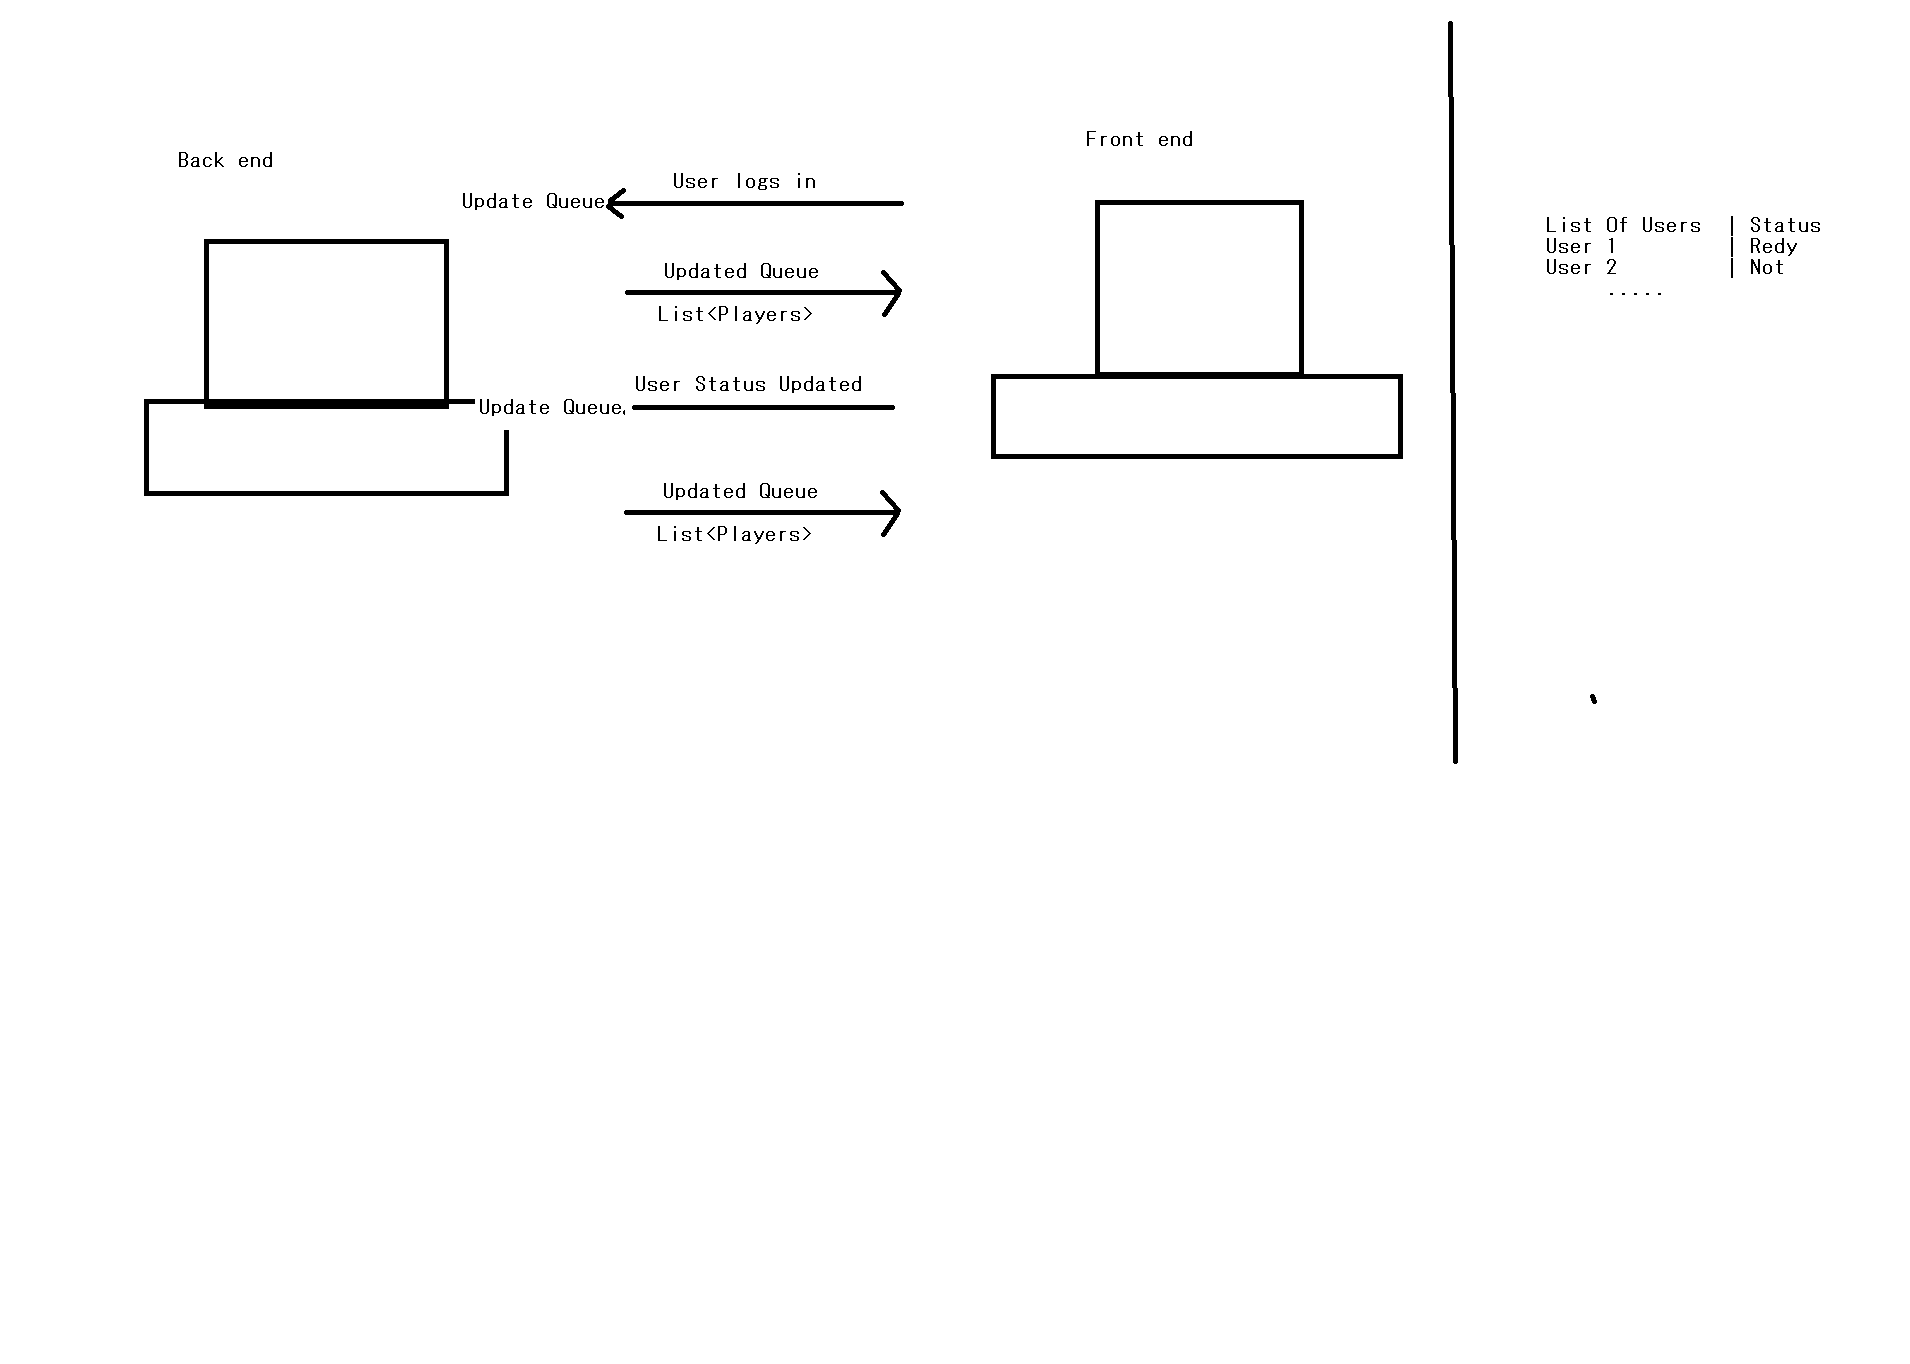 Back end
Front end
User logs in
Update Queue
Updated Queue
List<Players>
User Status Updated
Update Queue
Updated Queue
List<Players>
List Of Users | Status
User 1 | Redy
User 2 | Not
.....